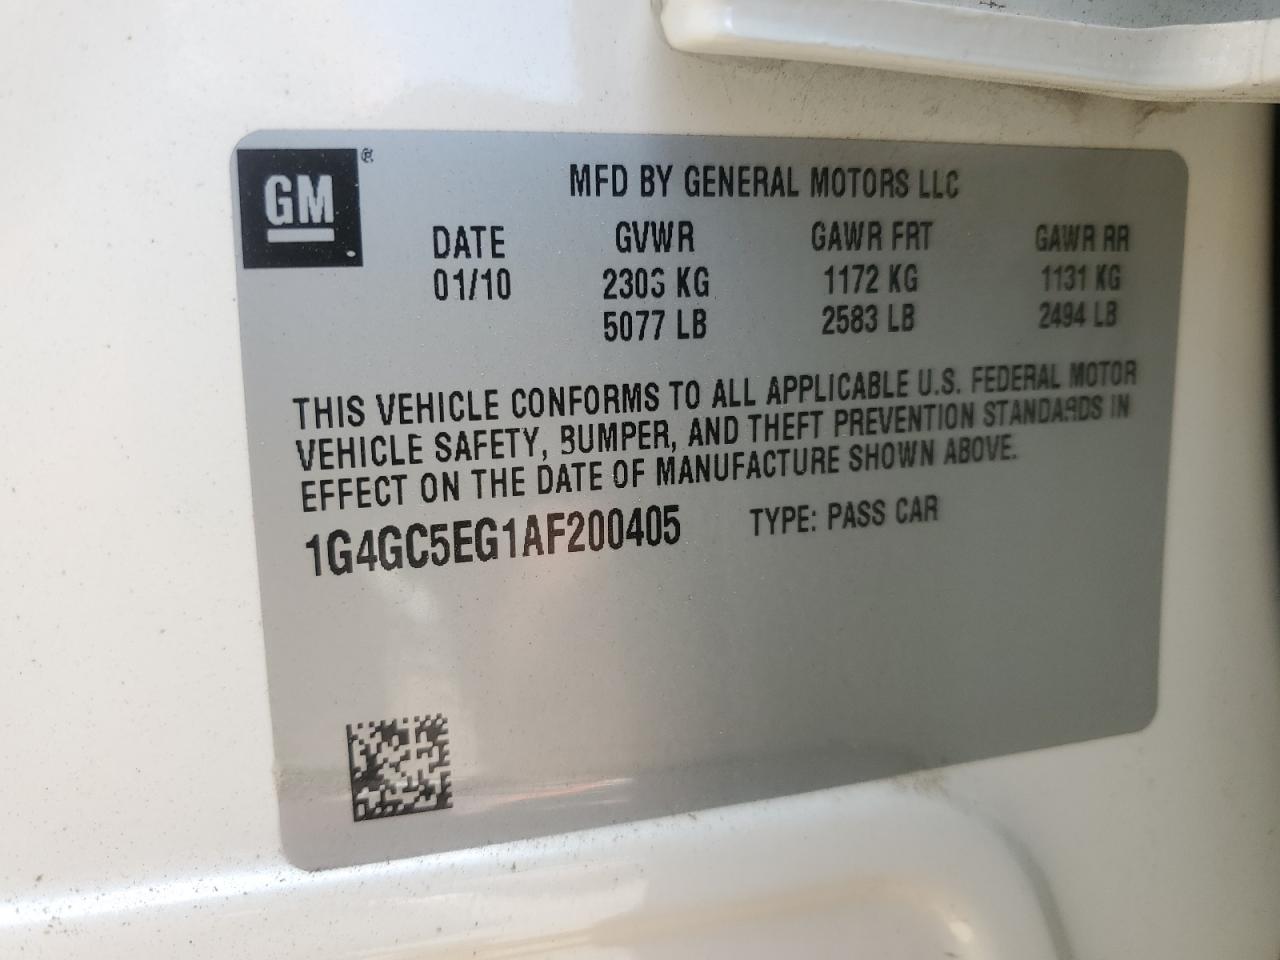 GM®
MFD BY GENERAL MOTORS LLC
DATE GVWR GAWR FRT GAWR RR
01/10 2303 KG 1172 KG 1131 KG
5077 LB 2583 LB 2494 LB
THIS VEHICLE CONFORMS TO ALL APPLICABLE U.S. FEDERAL MOTOR
VEHICLE SAFETY, BUMPER, AND THEFT PREVENTION STANDARDS IN
EFFECT ON THE DATE OF MANUFACTURE SHOWN ABOVE.
1G4GC5EG1AF200405 TYPE: PASS CAR